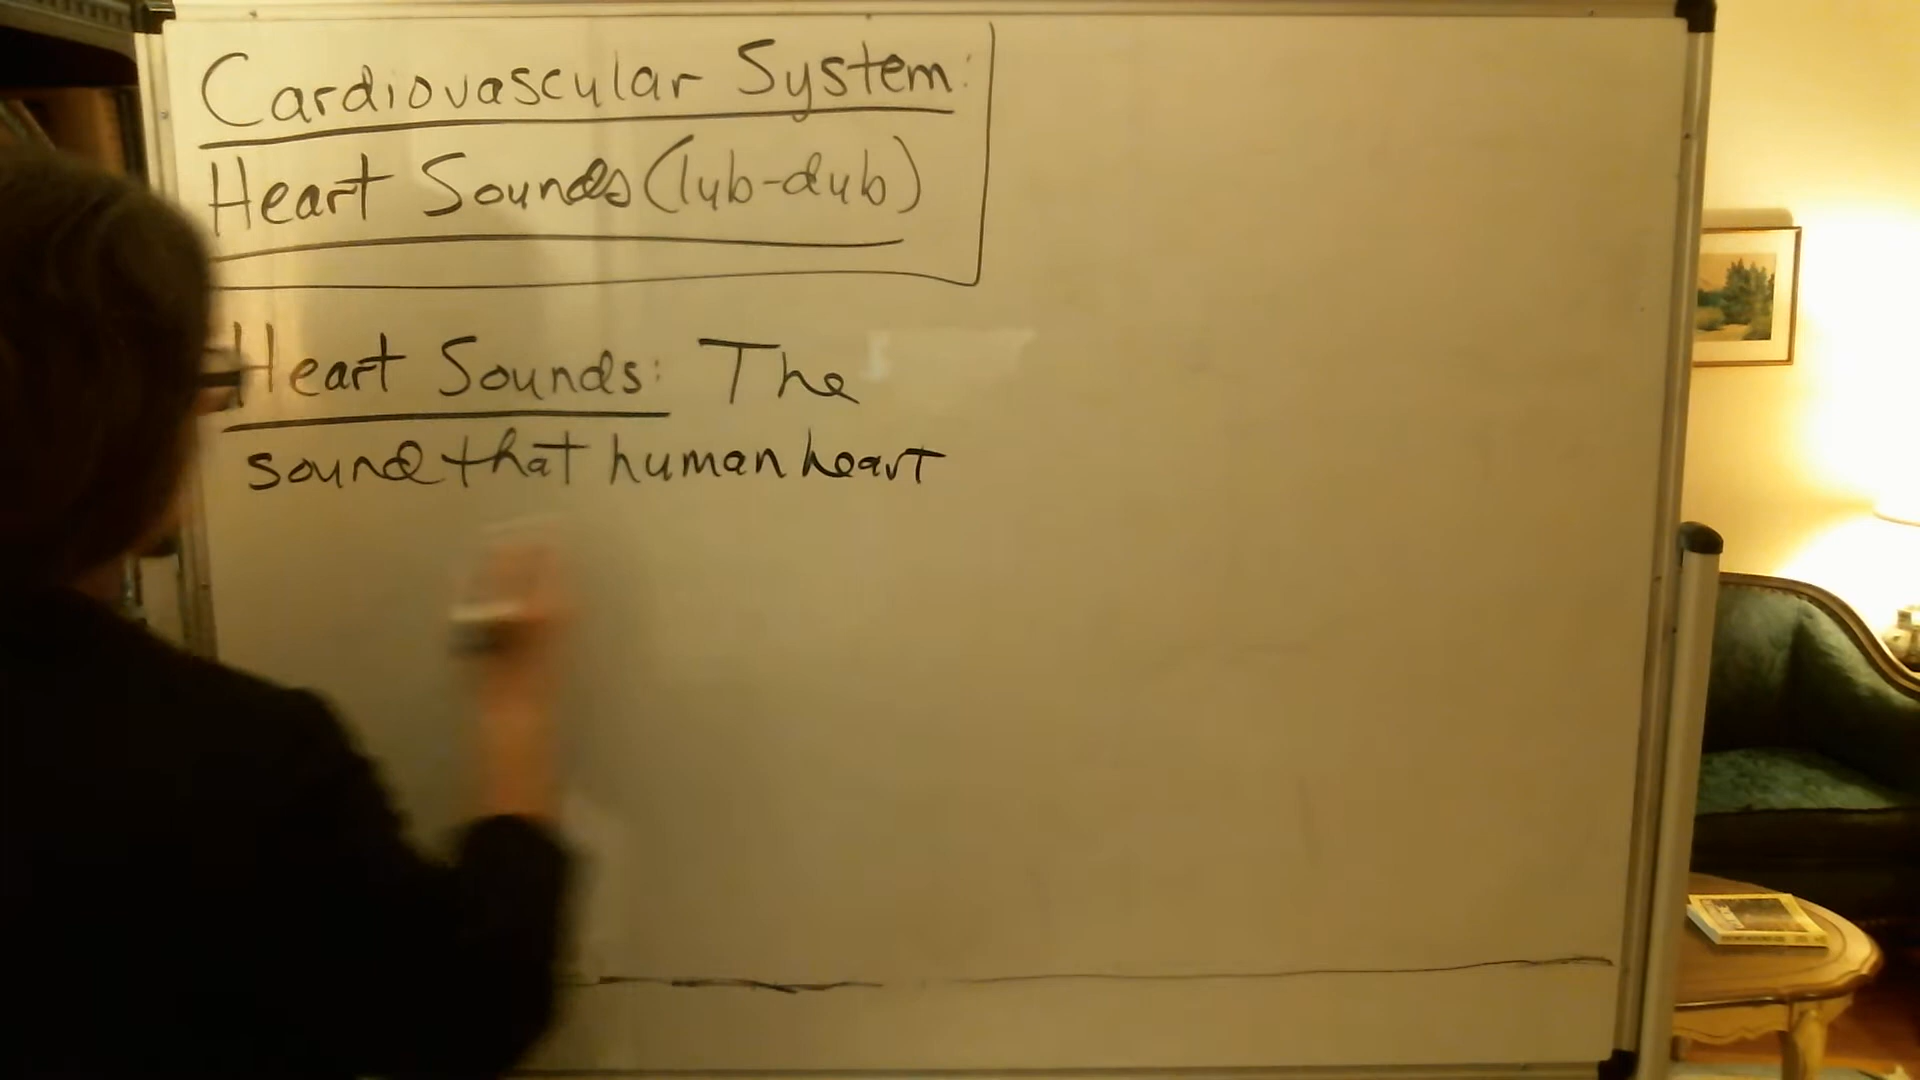 Cardiovascular System:
Heart Sounds (lub-dub)
Heart Sounds: The
sound that human heart